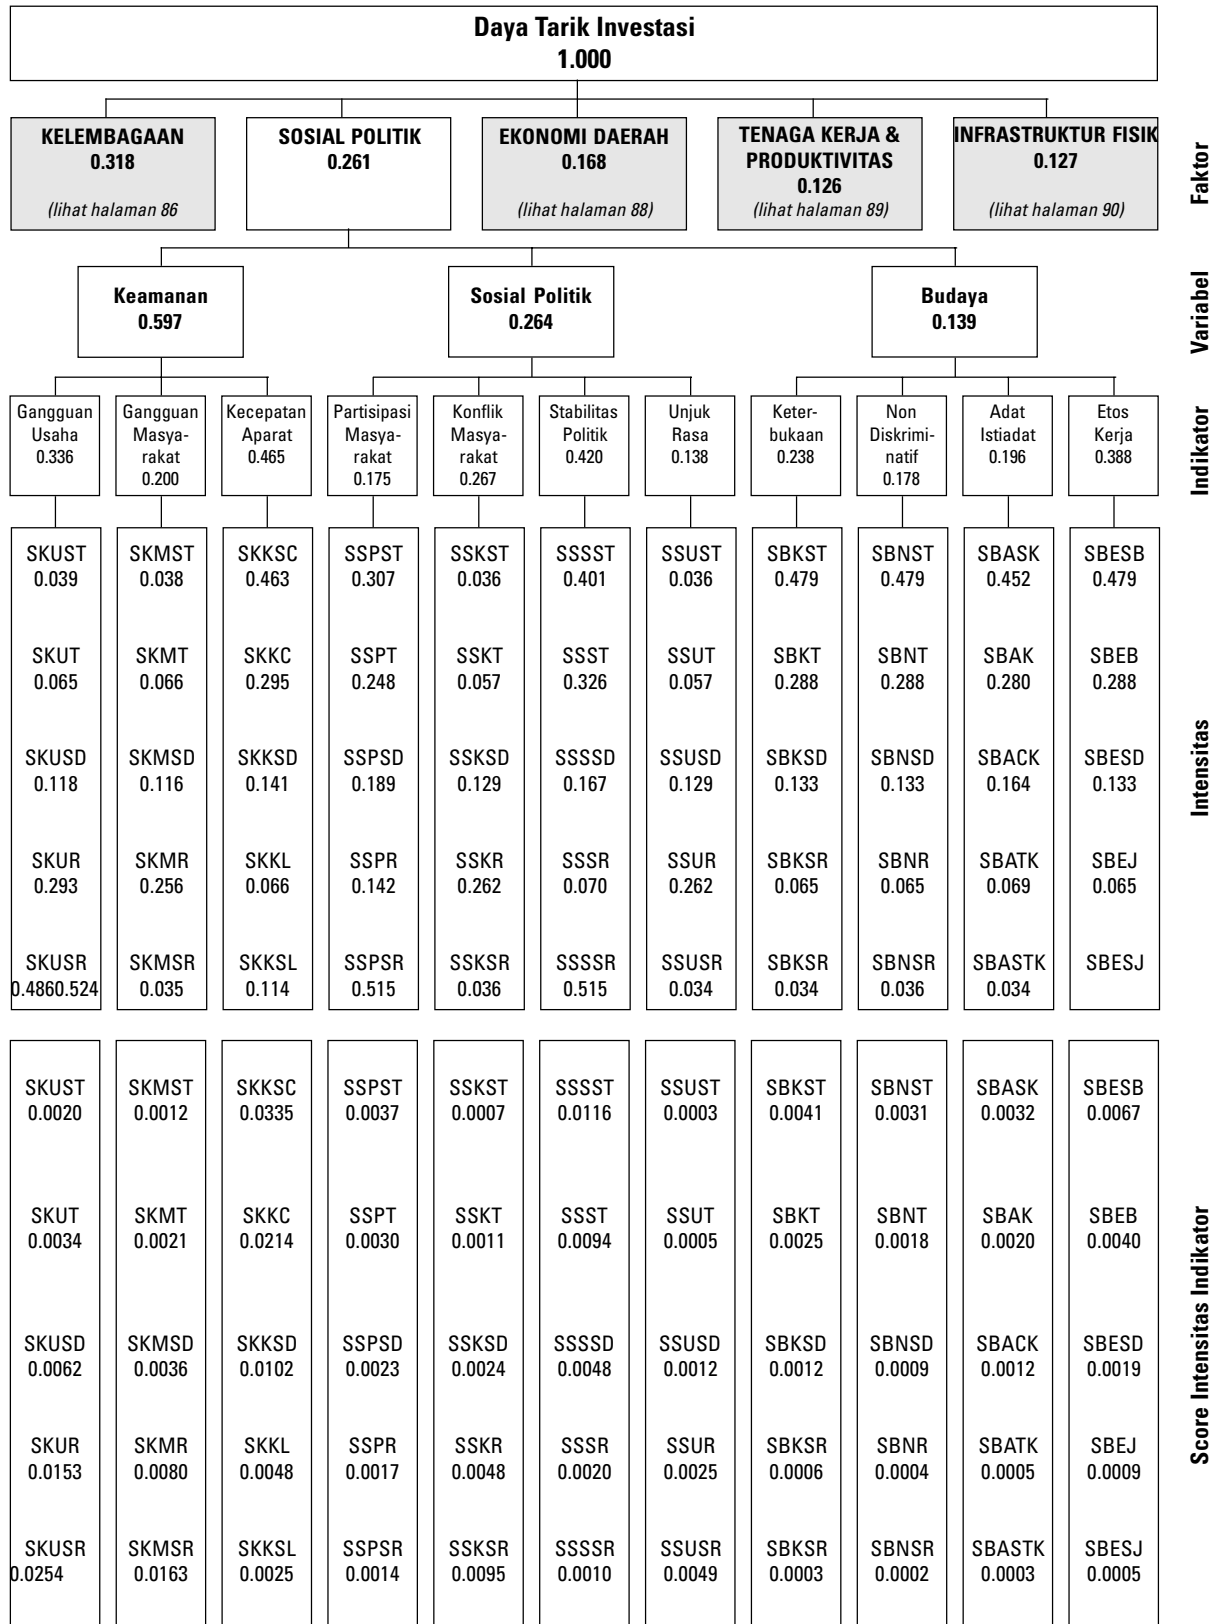 Daya Tarik Investasi
1.000
KELEMBAGAAN
0.318
(lihat halaman 86
SOSIAL POLITIK
0.261
EKONOMI DAERAH
0.168
(lihat halaman 88)
TENAGA KERJA &
PRODUKTIVITAS
0.126
(lihat halaman 89)
INFRASTRUKTUR FISIK
0.127
(lihat halaman 90)
Faktor
Keamanan
0.597
Sosial Politik
0.264
Budaya
0.139
Variabel
Gangguan
Usaha
0.336
Gangguan
Masya-
rakat
0.200
Kecepatan
Aparat
0.465
Partisipasi
Masya-
rakat
0.175
Konflik
Masya-
rakat
0.267
Stabilitas
Politik
0.420
Unjuk
Rasa
0.138
Keter-
bukaan
0.238
Non
Diskrimi-
natif
0.178
Adat
Istiadat
0.196
Etos
Kerja
0.388
Indikator
SKUST SKMST SKKSC SSPST SSKST SSSST SSUST SBKST SBNST SBASK SBESB
0.039 0.038 0.463 0.307 0.036 0.401 0.036 0.479 0.479 0.452 0.479
SKUT SKMT SKKC SSPT SSKT SSST SSUT SBKT SBNT SBAK SBEB
0.065 0.066 0.295 0.248 0.057 0.326 0.057 0.288 0.288 0.280 0.288
SKUSD SKMSD SKKSD SSPSD SSKSD SSSSD SSUSD SBKSD SBNSD SBACK SBESD
0.118 0.116 0.141 0.189 0.129 0.167 0.129 0.133 0.133 0.164 0.133
SKUR SKMR SKKL SSPR SSKR SSSR SSUR SBKSR SBNR SBATK SBEJ
0.293 0.256 0.066 0.142 0.262 0.070 0.262 0.065 0.065 0.069 0.065
SKUSR SKMSR SKKSL SSPSR SSKSR SSSSR SSUSR SBKSR SBNSR SBASTK SBESJ
0.4860.524 0.035 0.114 0.515 0.036 0.515 0.034 0.034 0.036 0.034
Intensitas
SKUST SKMST SKKSC SSPST SSKST SSSST SSUST SBKST SBNST SBASK SBESB
0.0020 0.0012 0.0335 0.0037 0.0007 0.0116 0.0003 0.0041 0.0031 0.0032 0.0067
SKUT SKMT SKKC SSPT SSKT SSST SSUT SBKT SBNT SBAK SBEB
0.0034 0.0021 0.0214 0.0030 0.0011 0.0094 0.0005 0.0025 0.0018 0.0020 0.0040
SKUSD SKMSD SKKSD SSPSD SSKSD SSSSD SSUSD SBKSD SBNSD SBACK SBESD
0.0062 0.0036 0.0102 0.0023 0.0024 0.0048 0.0012 0.0012 0.0009 0.0012 0.0019
SKUR SKMR SKKL SSPR SSKR SSSR SSUR SBKSR SBNR SBATK SBEJ
0.0153 0.0080 0.0048 0.0017 0.0048 0.0020 0.0025 0.0006 0.0004 0.0005 0.0009
SKUSR SKMSR SKKSL SSPSR SSKSR SSSSR SSUSR SBKSR SBNSR SBASTK SBESJ
0.0254 0.0163 0.0025 0.0014 0.0095 0.0010 0.0049 0.0003 0.0002 0.0003 0.0005
Score Intensitas Indikator